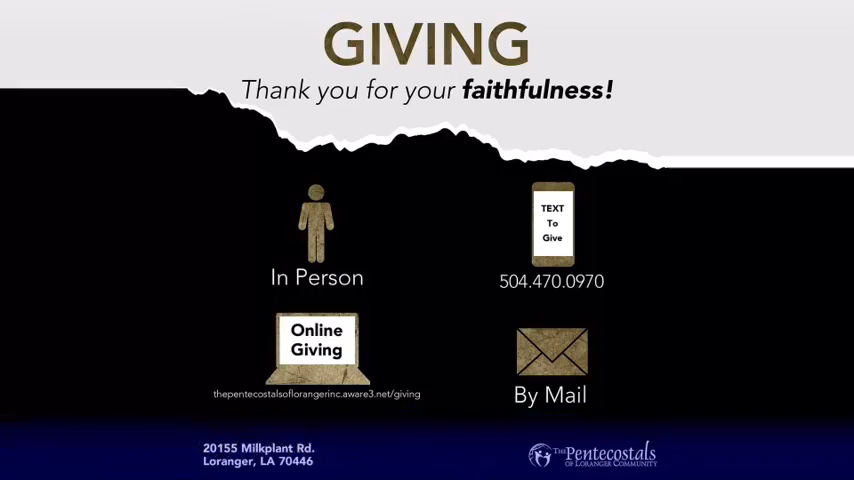 GIVING
Thank you for your faithfulness!
TEXT
To
Give
In Person
504.470.0970
Online
Giving
thepentecostalsoflorangerinc.aware3.net/giving
By Mail
20155 Milkplant Rd.
Loranger, LA 70446
The Pentecostals
OF LORANGER COMMUNITY